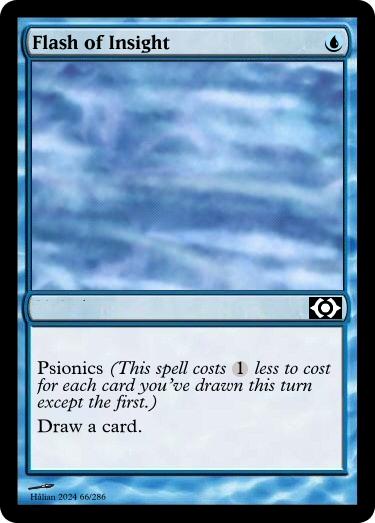 Flash of Insight
Psionics (This spell costs 1 less to cost
for each card you've drawn this turn
except the first.)
Draw a card.
Hålian 2024 66/286